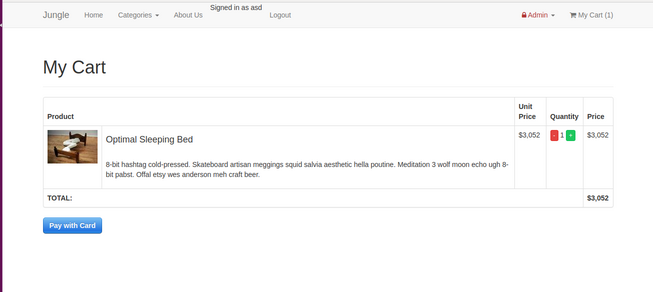 Signed in as asd
Jungle Home Categories About Us Logout Admin My Cart (1)
My Cart
Product Unit Price Quantity Price
Optimal Sleeping Bed $3,052 - 1 + $3,052
8-bit hashtag cold-pressed. Skateboard artisan meggings squid salvia aesthetic hella poutine. Meditation 3 wolf moon echo ugh 8-
bit pabst. Offal etsy wes anderson meh craft beer.
TOTAL: $3,052
Pay with Card